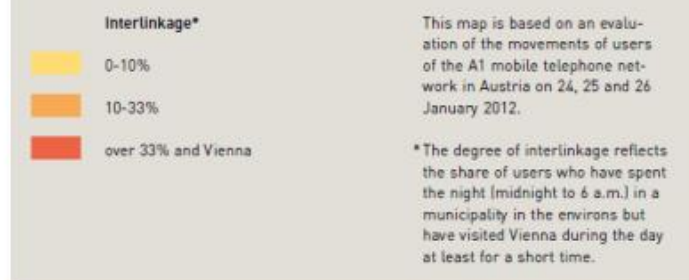 Interlinkage*
0-10%
10-33%
over 33% and Vienna
This map is based on an evalu-
ation of the movements of users
of the A1 mobile telephone net-
work in Austria on 24, 25 and 26
January 2012.
*The degree of interlinkage reflects
the share of users who have spent
the night (midnight to 6 a.m.) in a
municipality in the environs but
have visited Vienna during the day
at least for a short time.